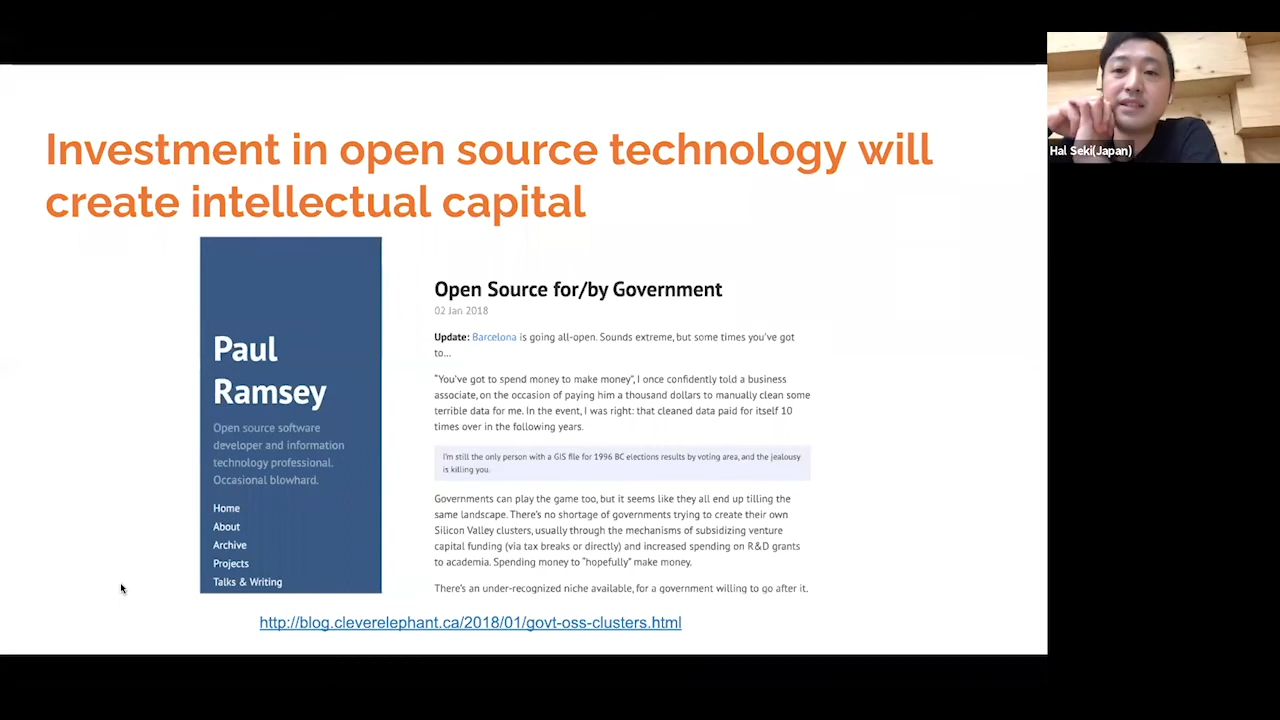 Investment in open source technology will
create intellectual capital
Paul
Ramsey
Open source software
developer and information
technology professional.
Occasional blowhard.
Home
About
Archive
Projects
Talks & Writing
Open Source for/by Government
02 Jan 2018
Update: Barcelona is going all-open. Sounds extreme, but some times you've got
to...
"You've got to spend money to make money", I once confidently told a business
associate, on the occasion of paying him a thousand dollars to manually clean some
terrible data for me. In the event, I was right: that cleaned data paid for itself 10
times over in the following years.
I'm still the only person with a GIS file for 1996 BC elections results by voting area, and the jealousy
is killing you.
Governments can play the game too, but it seems like they all end up tilling the
same landscape. There's no shortage of governments trying to create their own
Silicon Valley clusters, usually through the mechanisms of subsidizing venture
capital funding (via tax breaks or directly) and increased spending on R&D grants
to academia. Spending money to "hopefully" make money.
There's an under-recognized niche available, for a government willing to go after it.
http://blog.cleverelephant.ca/2018/01/govt-oss-clusters.html
Hal Seki(Japan)